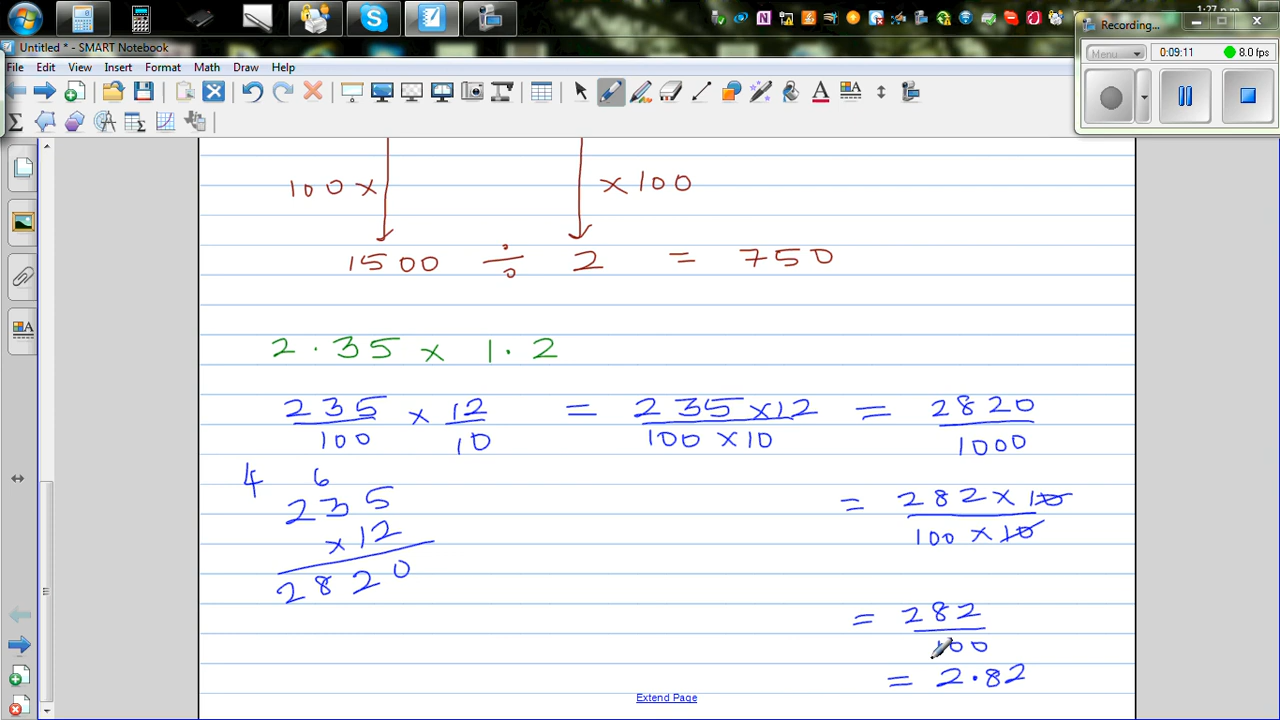 1:27 p.m.
Recording...
Untitled * - SMART Notebook
Menu
0:09:11
8.0 fps
File Edit View Insert Format Math Draw Help
100 x
x 100
1500 ÷ 2 = 750
2.35 x 1.2
235/100 x 12/10 = 235 x 12/100 x 10 = 2820/1000
4 6
235
x 12
2820
= 282 x 10/100 x 10
= 282/100
= 2.82
Extend Page